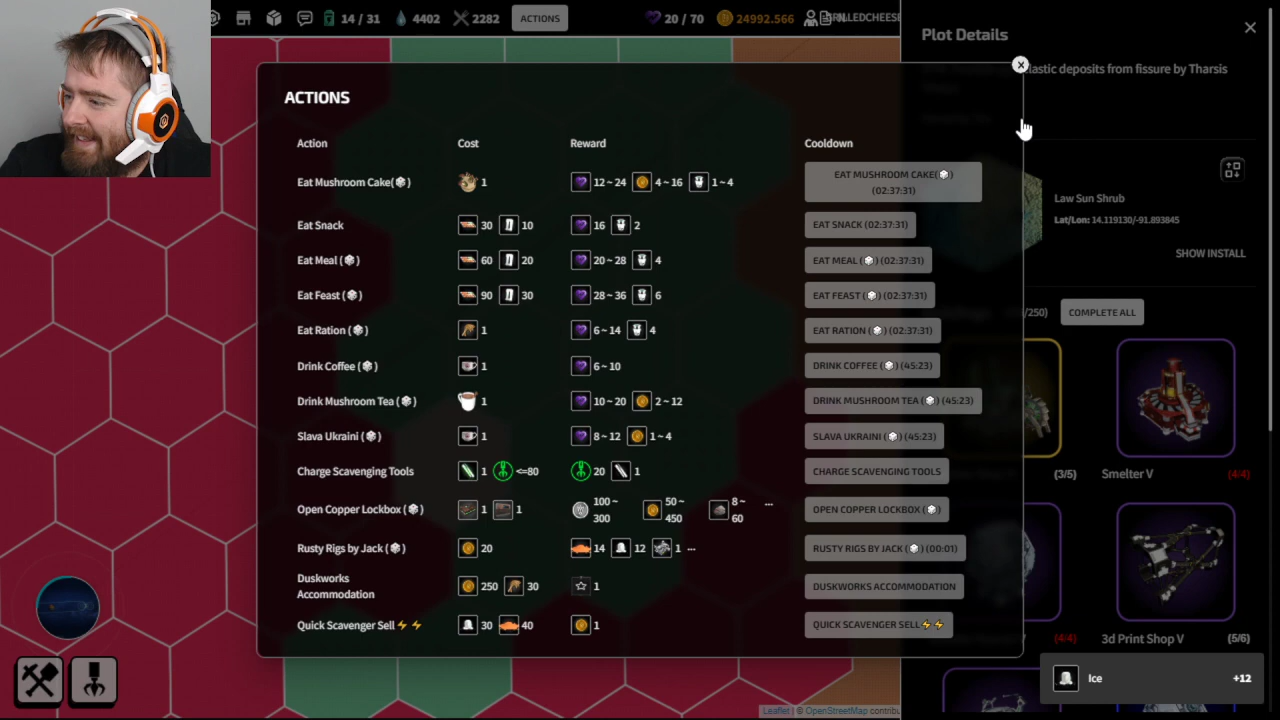 14 / 31 4402 2282 ACTIONS 20 / 70 24992.566
Plot Details
lastic deposits from fissure by Tharsis
ACTIONS
Action Cost Reward Cooldown
Eat Mushroom Cake( ) 1 12 ~ 24 4 ~ 16 1 ~ 4 EAT MUSHROOM CAKE( )
(02:37:31)
Law Sun Shrub
Lat/Lon: 14.119130/-91.893845
Eat Snack 30 10 16 2 EAT SNACK (02:37:31)
SHOW INSTALL
Eat Meal ( ) 60 20 20 ~ 28 4 EAT MEAL ( ) (02:37:31)
Eat Feast ( ) 90 30 28 ~ 36 6 EAT FEAST ( ) (02:37:31)
/250) COMPLETE ALL
Eat Ration ( ) 1 6 ~ 14 4 EAT RATION ( ) (02:37:31)
Drink Coffee ( ) 1 6 ~ 10 DRINK COFFEE ( ) (45:23)
Drink Mushroom Tea ( ) 1 10 ~ 20 2 ~ 12 DRINK MUSHROOM TEA ( ) (45:23)
Slava Ukraini ( ) 1 8 ~ 12 1 ~ 4 SLAVA UKRAINI ( ) (45:23)
Charge Scavenging Tools 1 <=80 20 1 CHARGE SCAVENGING TOOLS
(3/5) Smelter V (4/4)
Open Copper Lockbox ( ) 1 1 100 ~ 300 50 ~ 450 8 ~ 60 ... OPEN COPPER LOCKBOX ( )
Rusty Rigs by Jack ( ) 20 14 12 1 ... RUSTY RIGS BY JACK ( ) (00:01)
Duskworks
Accommodation 250 30 1 DUSKWORKS ACCOMMODATION
Quick Scavenger Sell 30 40 1 QUICK SCAVENGER SELL
(4/4) 3d Print Shop V (5/6)
Ice +12
Leaflet | © OpenStreetMap contribu